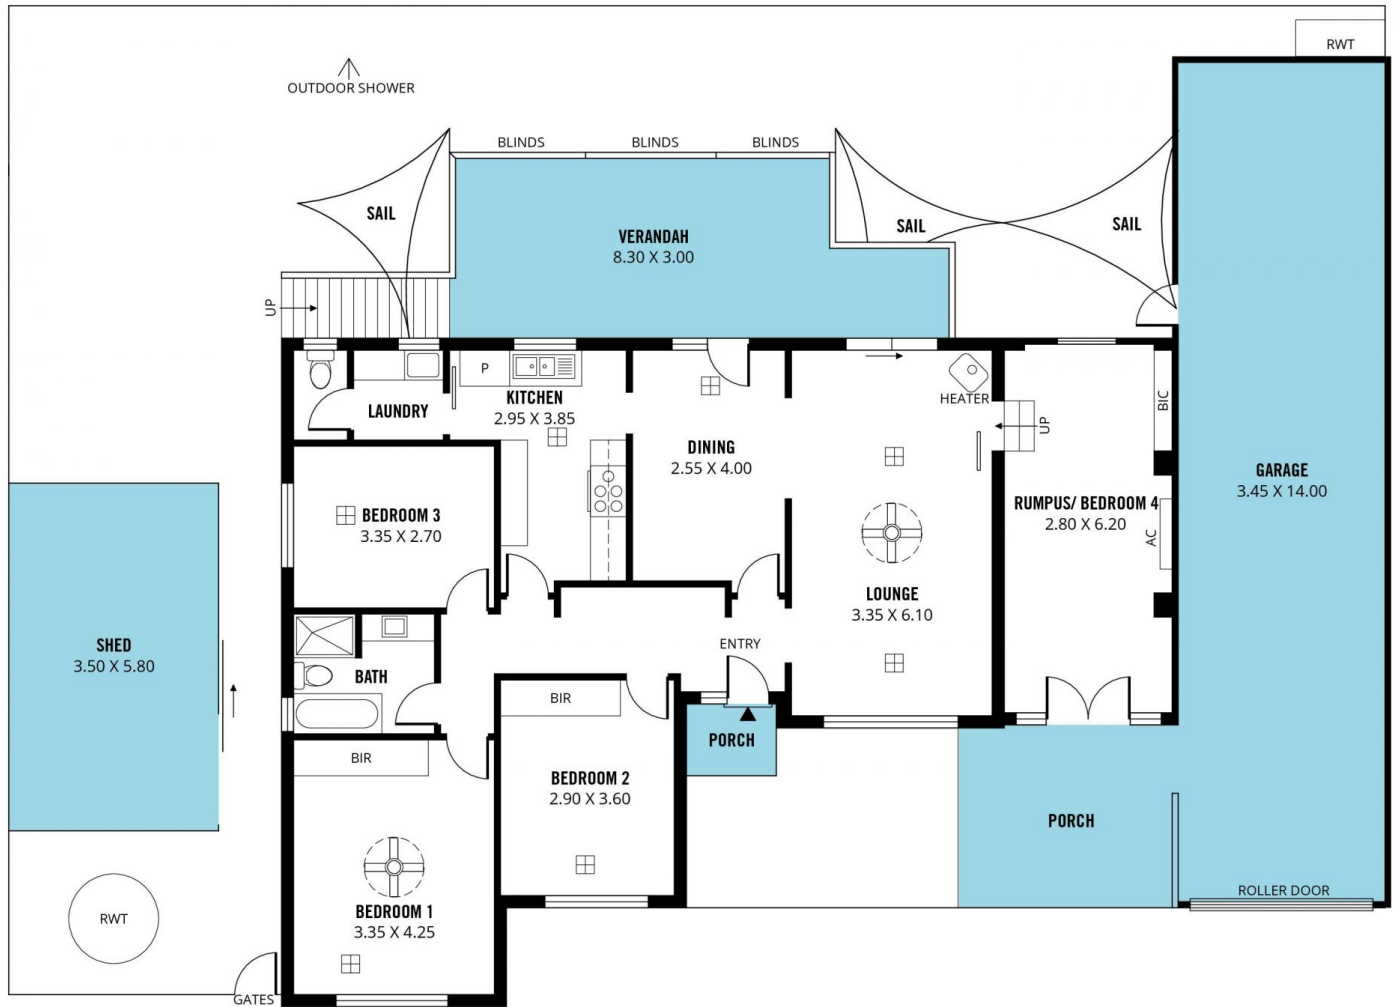 RWT
OUTDOOR SHOWER
BLINDS
BLINDS
BLINDS
SAIL
SAIL
SAIL
VERANDAH
8.30 X 3.00
UP
P
KITCHEN
2.95 X 3.85
LAUNDRY
HEATER
UP
BIC
DINING
2.55 X 4.00
GARAGE
3.45 X 14.00
RUMPUS/ BEDROOM 4
2.80 X 6.20
AC
BEDROOM 3
3.35 X 2.70
LOUNGE
3.35 X 6.10
SHED
3.50 X 5.80
ENTRY
BATH
BIR
PORCH
BIR
BEDROOM 2
2.90 X 3.60
PORCH
ROLLER DOOR
RWT
BEDROOM 1
3.35 X 4.25
GATES